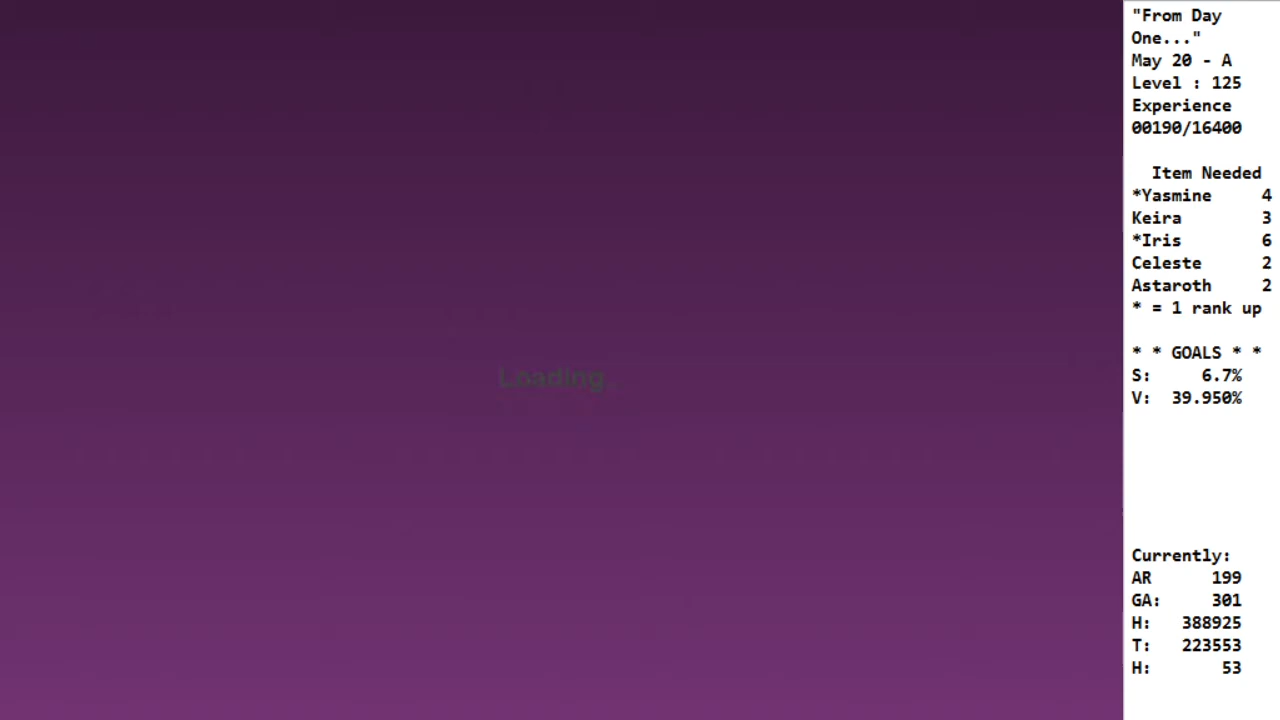 "From Day
One..."
May 20 - A
Level : 125
Experience
00190/16400
Item Needed
*Yasmine 4
Keira 3
*Iris 6
Celeste 2
Astaroth 2
* = 1 rank up
* * GOALS * *
S: 6.7%
V: 39.950%
Loading..
Currently:
AR 199
GA: 301
H: 388925
T: 223553
H: 53